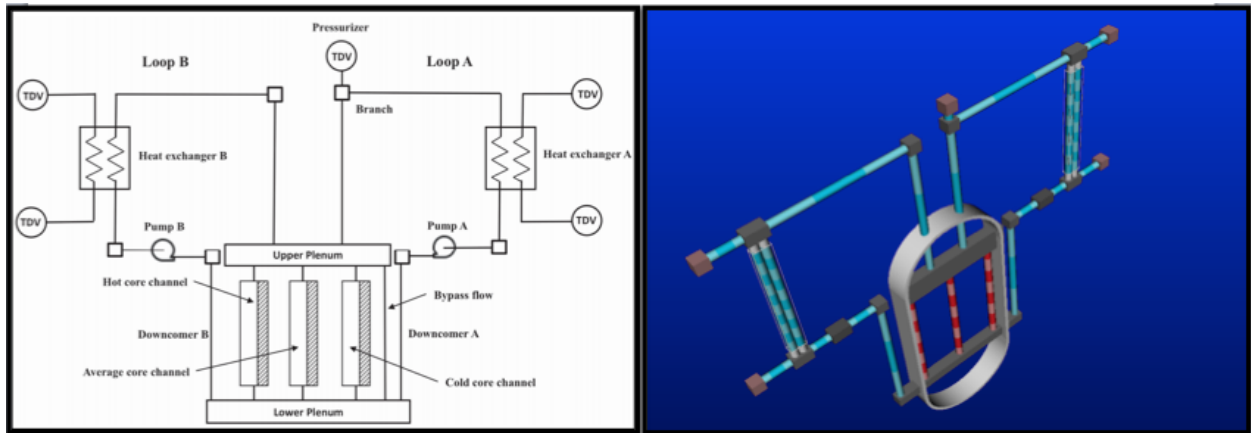 Pressurizer
TDV
Loop B
Loop A
TDV
TDV
Branch
Heat exchanger B
Heat exchanger A
TDV
TDV
Pump B
Pump A
Upper Plenum
Hot core channel
Bypass flow
Downcomer B
Downcomer A
Average core channel
Cold core channel
Lower Plenum